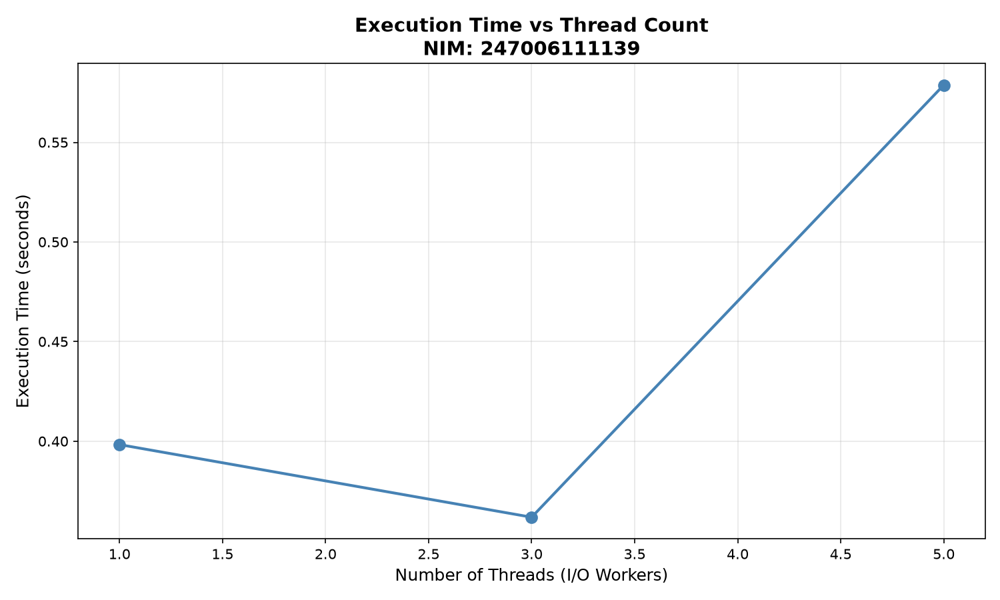 Execution Time vs Thread Count
NIM: 247006111139
Execution Time (seconds)
0.55
0.50
0.45
0.40
1.0 1.5 2.0 2.5 3.0 3.5 4.0 4.5 5.0
Number of Threads (I/O Workers)